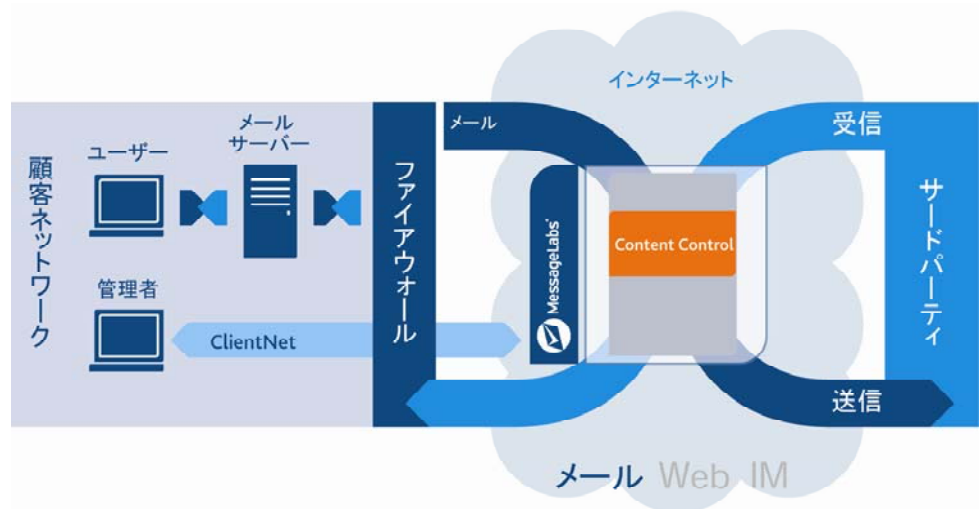 顧客ネットワーク
ユーザー
メール
サーバー
管理者
ClientNet
ファイアウォール
メール
インターネット
MessageLabs
Content Control
受信
送信
サードパーティ
メール Web IM